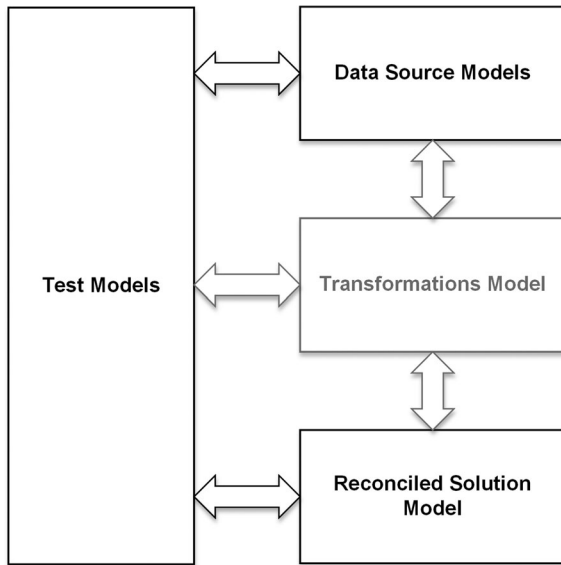 Data Source Models
Test Models
Transformations Model
Reconciled Solution
Model